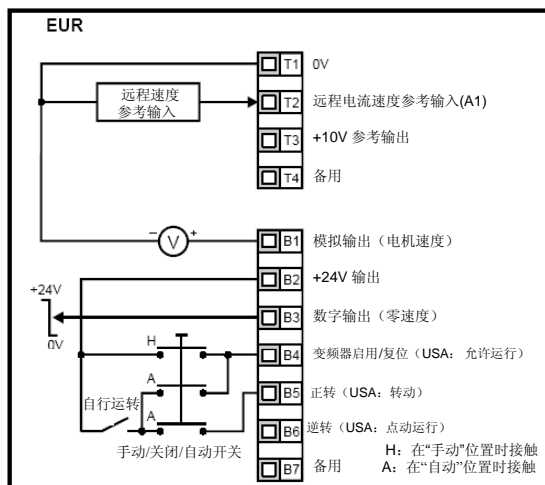 EUR
T1 0V
远程速度
参考输入
T2 远程电流速度参考输入(A1)
T3 +10V 参考输出
T4 备用
− V +
B1 模拟输出（电机速度）
B2 +24V 输出
+24V
0V
B3 数字输出（零速度）
H
B4 变频器启用/复位（USA：允许运行）
A
自行运转
B5 正转（USA：转动）
A
B6 逆转（USA：点动运行）
手动/关闭/自动开关
H：在“手动”位置时接触
B7 备用
A：在“自动”位置时接触